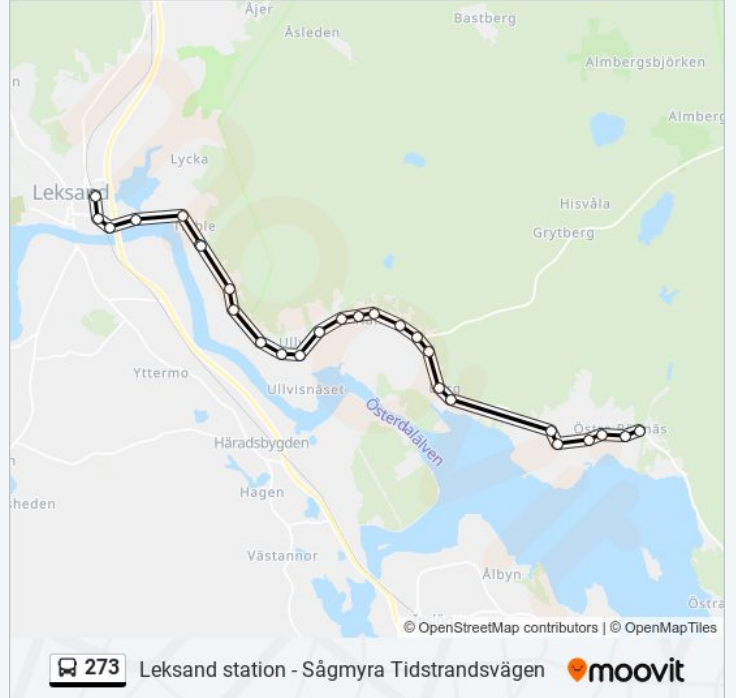 Åjer
Åsleden
Bastberg
Almbergsbjörken
Almberg
Lycka
Leksand
Hisvåla
Grytberg
Yttermo
Ullvisnäset
Österdalälven
Häradsbygden
sheden
Hagen
Västannor
Ålbyn
Östra
© OpenStreetMap contributors | © OpenMapTiles
273 Leksand station - Sågmyra Tidstrandsvägen moovit